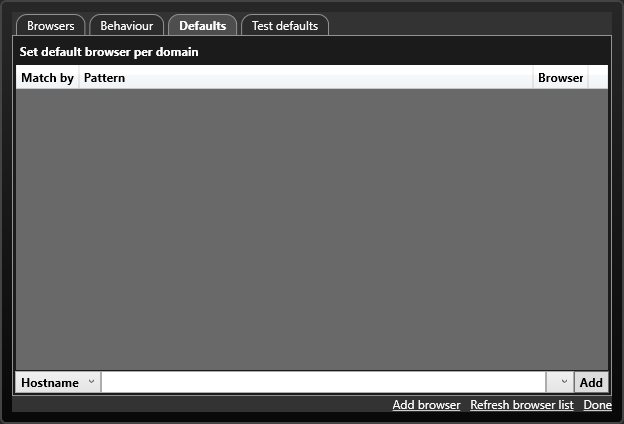 Browsers Behaviour Defaults Test defaults
Set default browser per domain
Match by Pattern Browser
Hostname Add
Add browser Refresh browser list Done